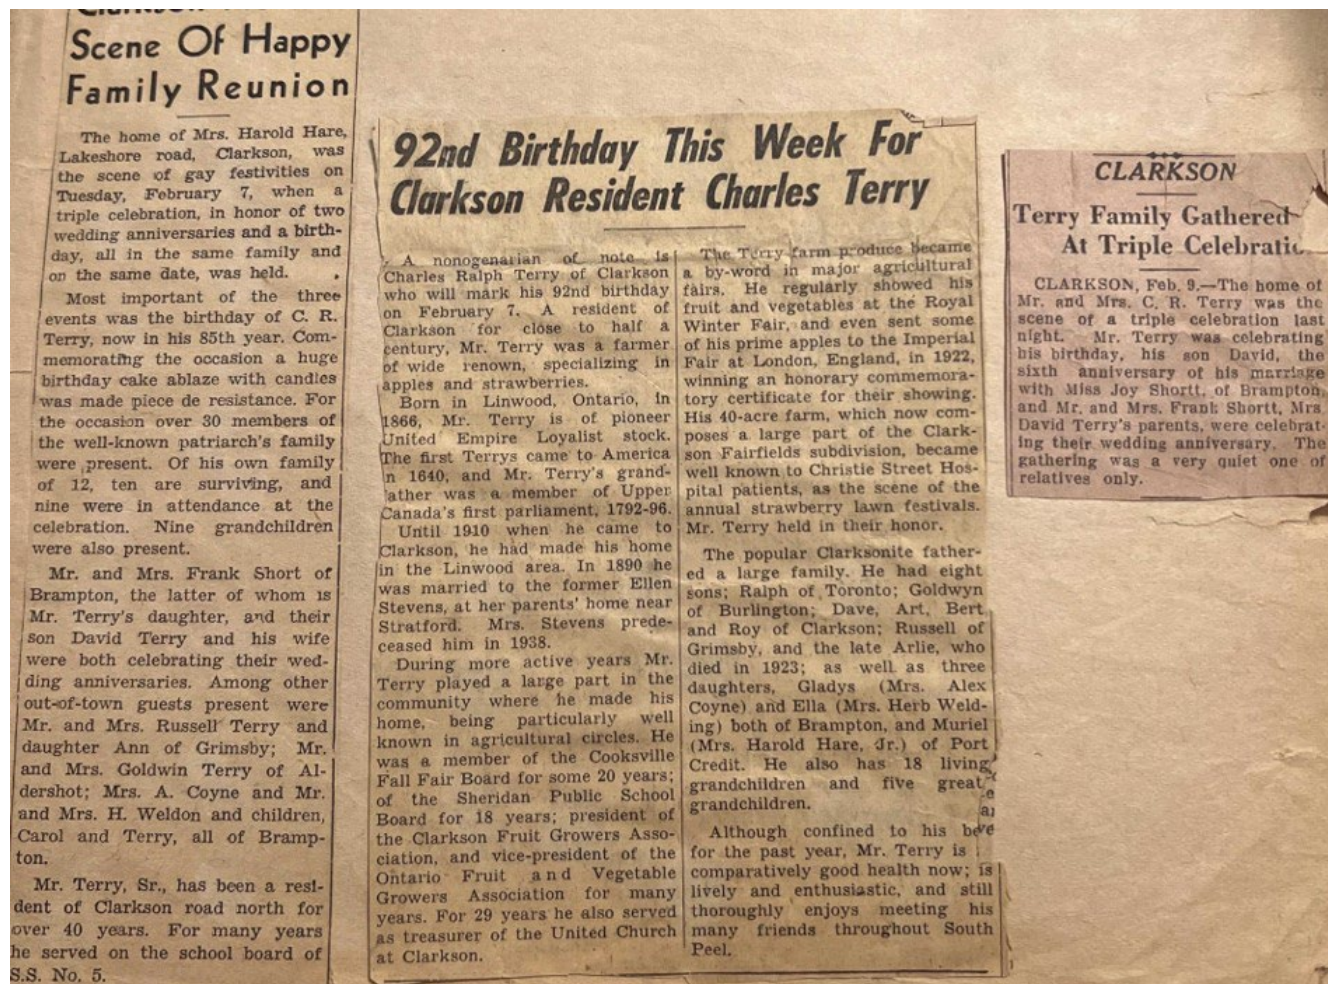 Scene Of Happy
Family Reunion
The home of Mrs. Harold Hare,
Lakeshore road, Clarkson, was
the scene of gay festivities on
Tuesday, February 7, when a
triple celebration, in honor of two
wedding anniversaries and a birth-
day, all in the same family and
on the same date, was held.
Most important of the three
events was the birthday of C. R.
Terry, now in his 85th year. Com-
memorating the occasion a huge
birthday cake ablaze with candles
was made piece de resistance. For
the occasion over 30 members of
the well-known patriarch's family
were present. Of his own family
of 12, ten are surviving, and
nine were in attendance at the
celebration. Nine grandchildren
were also present.
Mr. and Mrs. Frank Short of
Brampton, the latter of whom is
Mr. Terry's daughter, and their
son David Terry and his wife
were both celebrating their wed-
ding anniversaries. Among other
out-of-town guests present were
Mr. and Mrs. Russell Terry and
daughter Ann of Grimsby; Mr.
and Mrs. Goldwin Terry of Al-
dershot; Mrs. A. Coyne and Mr.
and Mrs. H. Weldon and children,
Carol and Terry, all of Bramp-
ton.
Mr. Terry, Sr., has been a resi-
dent of Clarkson road north for
over 40 years. For many years
he served on the school board of
S.S. No. 5.
92nd Birthday This Week For
Clarkson Resident Charles Terry
A nonogenarian of note is
Charles Ralph Terry of Clarkson
who will mark his 92nd birthday
on February 7. A resident of
Clarkson for close to half a
century, Mr. Terry was a farmer
of wide renown, specializing in
apples and strawberries.
Born in Linwood, Ontario, in
1866, Mr. Terry is of pioneer
United Empire Loyalist stock.
The first Terrys came to America
in 1640, and Mr. Terry's grand-
father was a member of Upper
Canada's first parliament, 1792-96.
Until 1910 when he came to
Clarkson, he had made his home
in the Linwood area. In 1890 he
was married to the former Ellen
Stevens, at her parents' home near
Stratford. Mrs. Stevens prede-
ceased him in 1938.
During more active years Mr.
Terry played a large part in the
community where he made his
home, being particularly well
known in agricultural circles. He
was a member of the Cooksville
Fall Fair Board for some 20 years;
of the Sheridan Public School
Board for 18 years; president of
the Clarkson Fruit Growers Asso-
ciation, and vice-president of the
Ontario Fruit and Vegetable
Growers Association for many
years. For 29 years he also served
as treasurer of the United Church
at Clarkson.
The Terry farm produce became
a by-word in major agricultural
fairs. He regularly showed his
fruit and vegetables at the Royal
Winter Fair, and even sent some
of his prime apples to the Imperial
Fair at London, England, in 1922,
winning an honorary commemora-
tory certificate for their showing.
His 40-acre farm, which now com-
poses a large part of the Clark-
son Fairfields subdivision, became
well known to Christie Street Hos-
pital patients, as the scene of the
annual strawberry lawn festivals.
Mr. Terry held in their honor.
The popular Clarksonite father-
ed a large family. He had eight
sons; Ralph of Toronto; Goldwyn
of Burlington; Dave, Art, Bert
and Roy of Clarkson; Russell of
Grimsby, and the late Arlie, who
died in 1923; as well as three
daughters, Gladys (Mrs. Alex
Coyne) and Ella (Mrs. Herb Weld-
ing) both of Brampton, and Muriel
(Mrs. Harold Hare, Jr.) of Port
Credit. He also has 18 living
grandchildren and five great
grandchildren.
Although confined to his
for the past year, Mr. Terry is
comparatively good health now; is
lively and enthusiastic, and still
thoroughly enjoys meeting his
many friends throughout South
Peel.
CLARKSON
Terry Family Gathered
At Triple Celebratio
CLARKSON, Feb. 9.—The home of
Mr. and Mrs. C. R. Terry was the
scene of a triple celebration last
night. Mr. Terry was celebrating
his birthday, his son David, the
sixth anniversary of his marriage
with Miss Joy Shortt, of Brampton,
and Mr. and Mrs. Frank Shortt, Mrs.
David Terry's parents, were celebrat-
ing their wedding anniversary. The
gathering was a very quiet one of
relatives only.